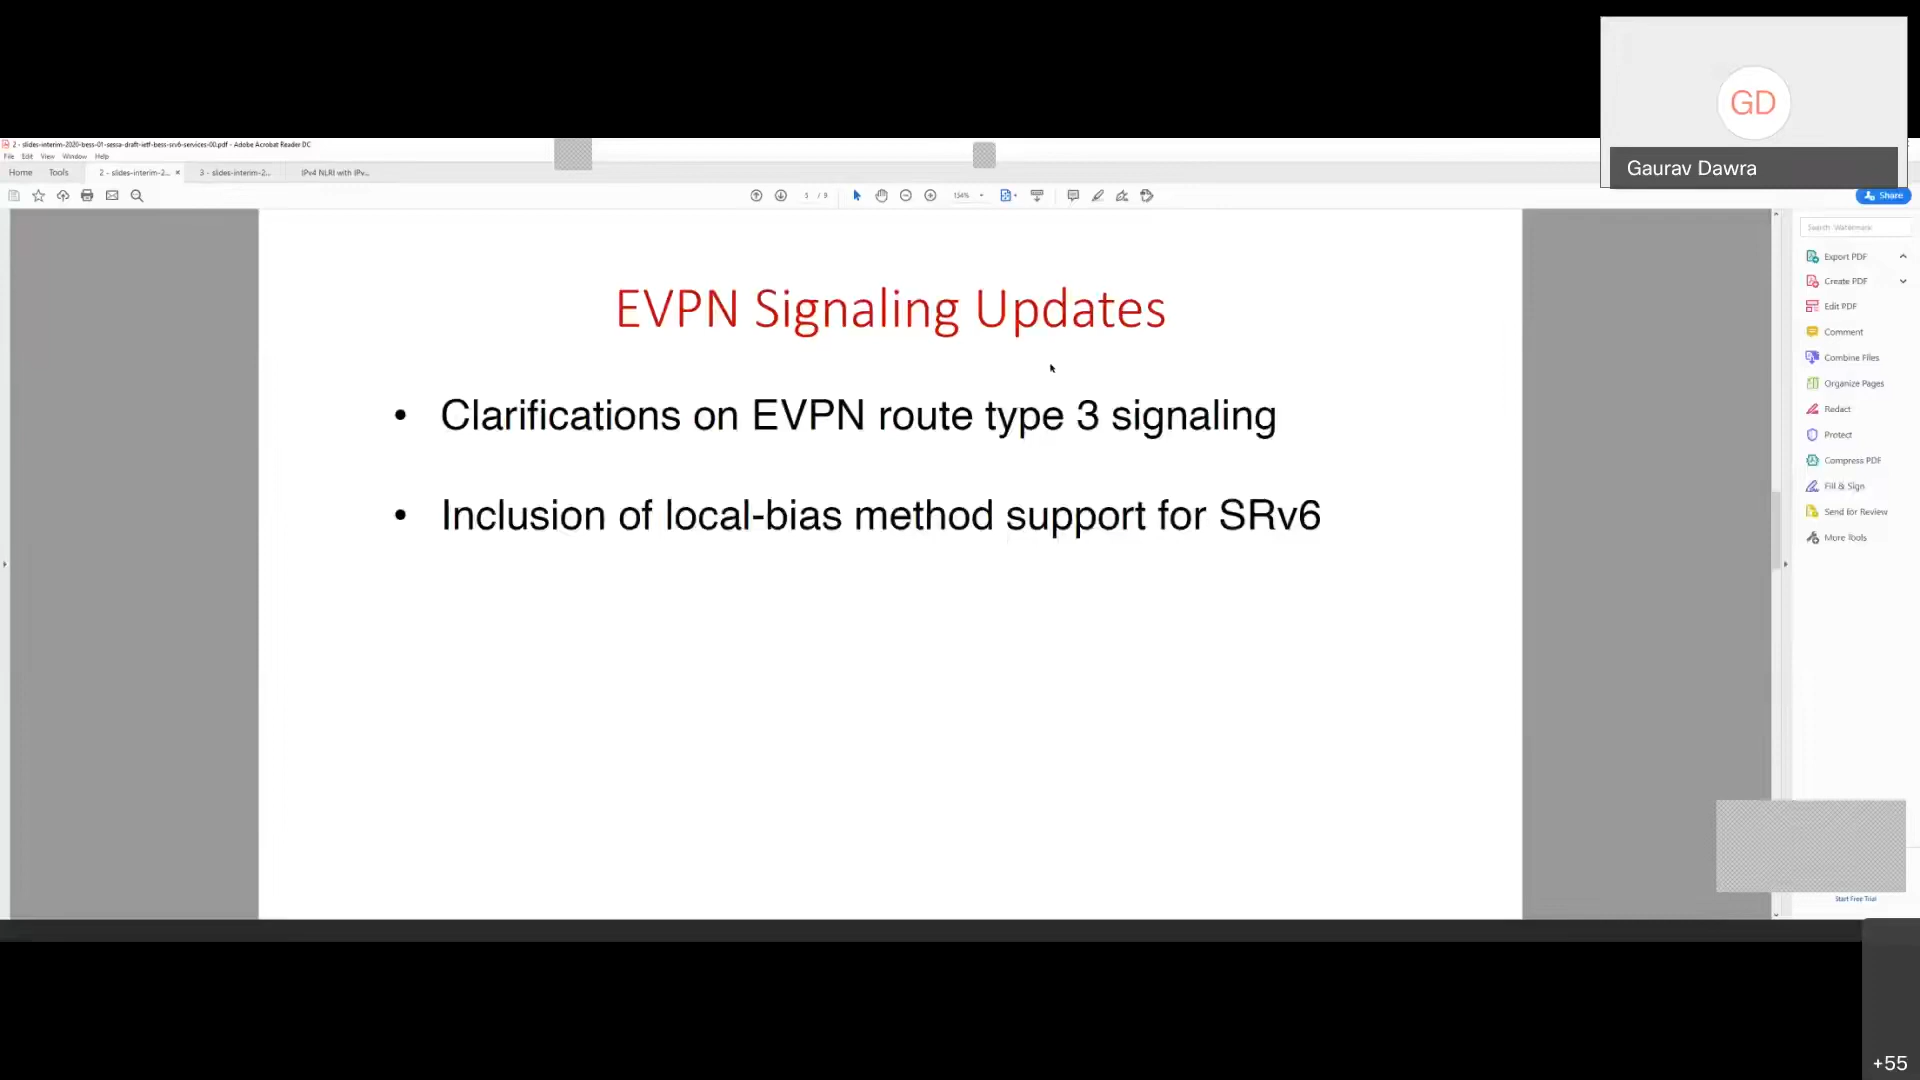 GD
Gaurav Dawra
2 - slides-interim-2020-bess-01-sessa-draft-ietf-bess-srv6-services-00.pdf - Adobe Acrobat Reader DC
File Edit View Window Help
Home Tools 2 - slides-interim-2... × 3 - slides-interim-2... IPv4 NLRI with IPv...
5 / 9 154% Share
EVPN Signaling Updates
• Clarifications on EVPN route type 3 signaling
• Inclusion of local-bias method support for SRv6
Search 'Watermark'
Export PDF
Create PDF
Edit PDF
Comment
Combine Files
Organize Pages
Redact
Protect
Compress PDF
Fill & Sign
Send for Review
More Tools
Start Free Trial
+55